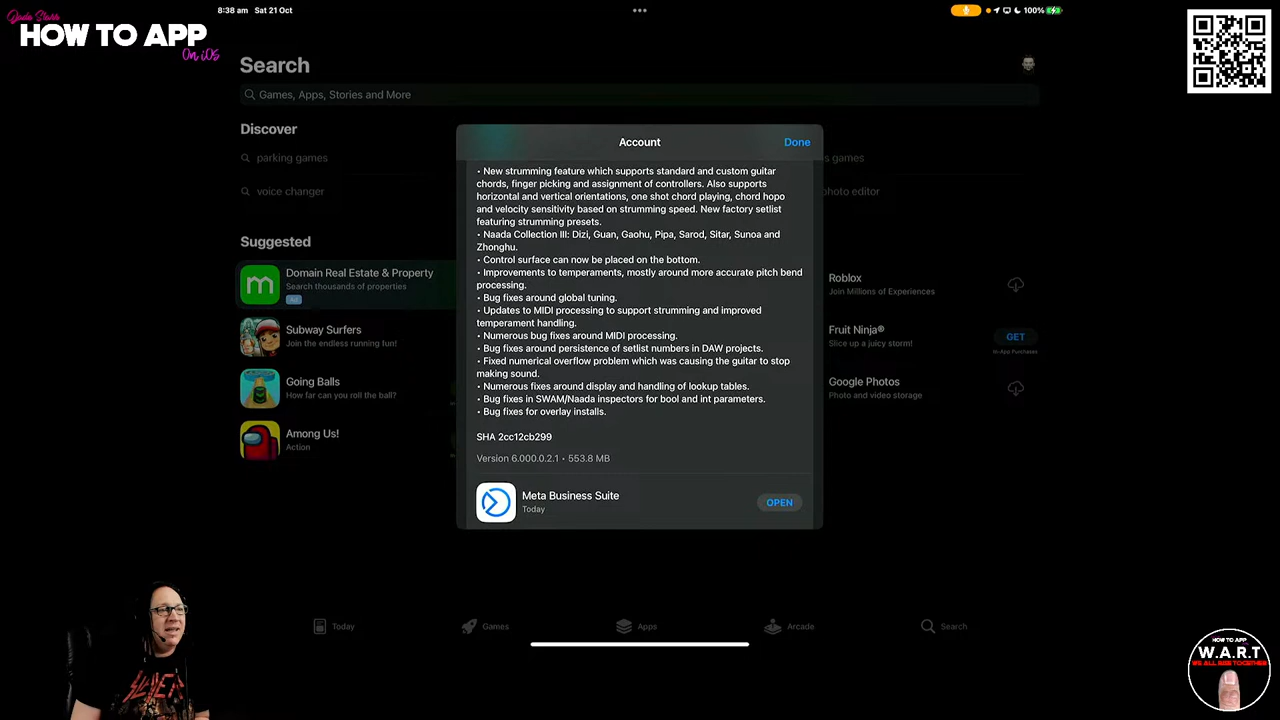 8:38 am Sat 21 Oct
100%
Jade Starr
HOW TO APP
On iOS
Search
Games, Apps, Stories and More
Discover
parking games
s games
voice changer
photo editor
Suggested
Domain Real Estate & Property
Search thousands of properties
Ad
Subway Surfers
Join the endless running fun!
Going Balls
How far can you roll the ball?
Among Us!
Action
Roblox
Join Millions of Experiences
Fruit Ninja®
Slice up a juicy storm!
GET
In-App Purchases
Google Photos
Photo and video storage
Account
Done
• New strumming feature which supports standard and custom guitar
chords, finger picking and assignment of controllers. Also supports
horizontal and vertical orientations, one shot chord playing, chord hopo
and velocity sensitivity based on strumming speed. New factory setlist
featuring strumming presets.
• Naada Collection III: Dizi, Guan, Gaohu, Pipa, Sarod, Sitar, Sunoa and
Zhonghu.
• Control surface can now be placed on the bottom.
• Improvements to temperaments, mostly around more accurate pitch bend
processing.
• Bug fixes around global tuning.
• Updates to MIDI processing to support strumming and improved
temperament handling.
• Numerous bug fixes around MIDI processing.
• Bug fixes around persistence of setlist numbers in DAW projects.
• Fixed numerical overflow problem which was causing the guitar to stop
making sound.
• Numerous fixes around display and handling of lookup tables.
• Bug fixes in SWAM/Naada inspectors for bool and int parameters.
• Bug fixes for overlay installs.
SHA 2cc12cb299
Version 6.000.0.2.1 • 553.8 MB
Meta Business Suite
Today
OPEN
Today
Games
Apps
Arcade
Search
SLAYER
HOW TO APP
W.A.R.T
WE ALL RISE TOGETHER